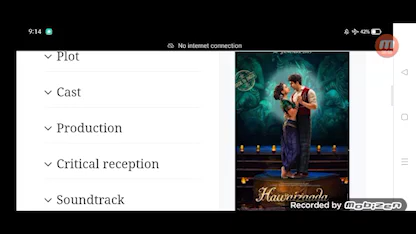 9:14
42%
No internet connection
Plot
Cast
Production
Critical reception
Soundtrack
Hawaizaada
Recorded by
mobizen